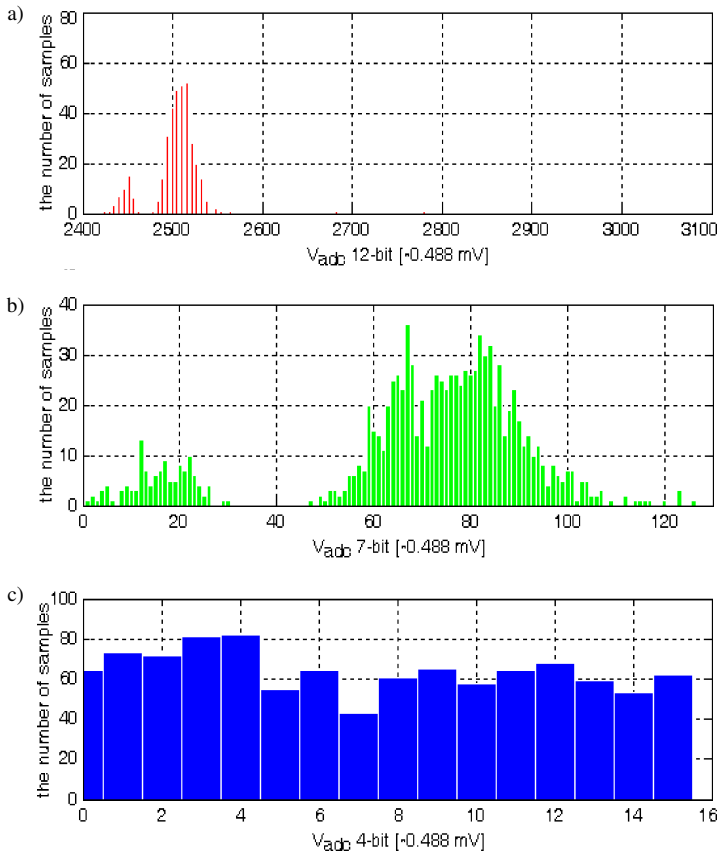 a)
the number of samples
80
60
40
20
0
2400 2500 2600 2700 2800 2900 3000 3100
Vadc 12-bit [-0.488 mV]
b)
the number of samples
40
30
20
10
0
0 20 40 60 80 100 120
Vadc 7-bit [-0.488 mV]
c)
the number of samples
100
80
60
40
20
0
0 2 4 6 8 10 12 14 16
Vadc 4-bit [-0.488 mV]